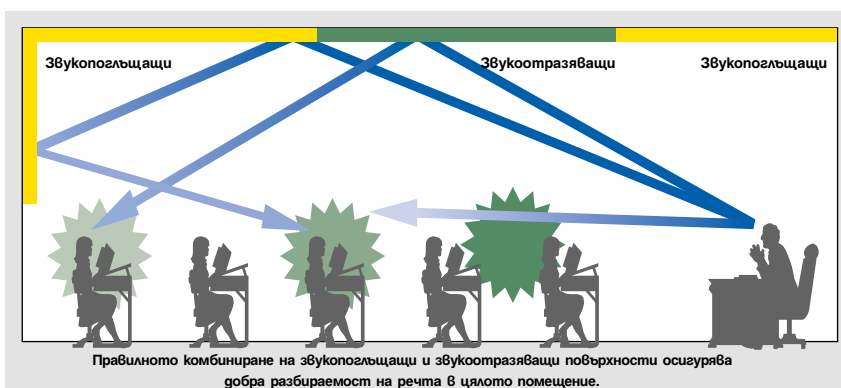 Звукопоглъщащи
Звукоотразяващи
Звукопоглъщащи
Правилното комбиниране на звукопоглъщащи и звукоотразяващи повърхности осигурява
добра разбираемост на речта в цялото помещение.